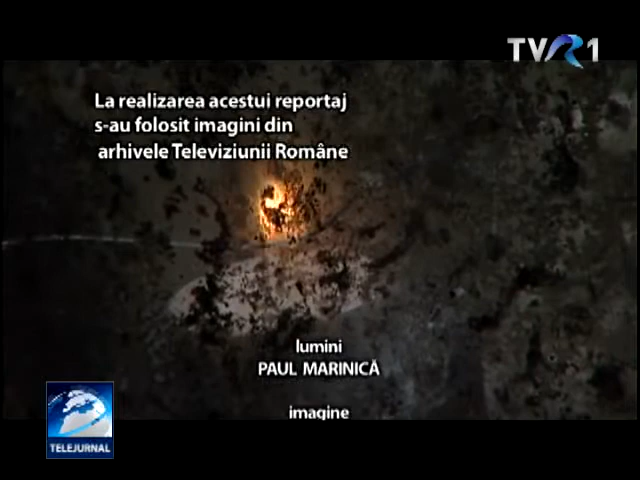 TVR1
La realizarea acestui reportaj
s-au folosit imagini din
arhivele Televiziunii Române
lumini
PAUL MARINICĂ
imagine
TELEJURNAL